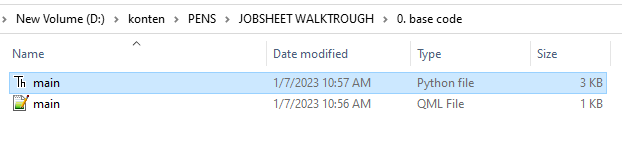 New Volume (D:) > konten > PENS > JOBSHEET WALKTROUGH > 0. base code
Name Date modified Type Size
Th main 1/7/2023 10:57 AM Python file 3 KB
main 1/7/2023 10:56 AM QML File 1 KB